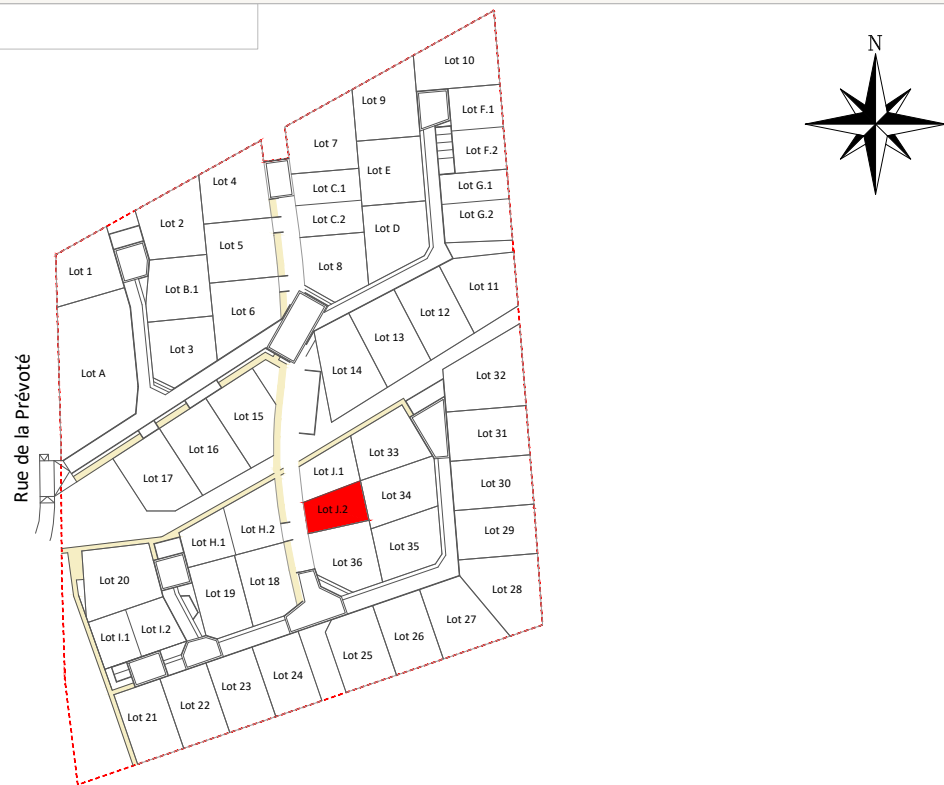 N
Lot 10
Lot 9
Lot F.1
Lot 7
Lot F.2
Lot E
Lot 4
Lot C.1
Lot G.1
Lot 2
Lot C.2
Lot G.2
Lot D
Lot 5
Lot 1
Lot 8
Lot B.1
Lot 11
Lot 6
Lot 12
Lot 13
Lot 3
Lot 14
Lot A
Lot 32
Rue de la Prévoté
Lot 15
Lot 31
Lot 16
Lot 33
Lot J.1
Lot 17
Lot 30
Lot 34
Lot J.2
Lot H.2
Lot 29
Lot H.1
Lot 35
Lot 36
Lot 20
Lot 18
Lot 28
Lot 19
Lot 27
Lot I.2
Lot I.1
Lot 26
Lot 25
Lot 24
Lot 23
Lot 22
Lot 21